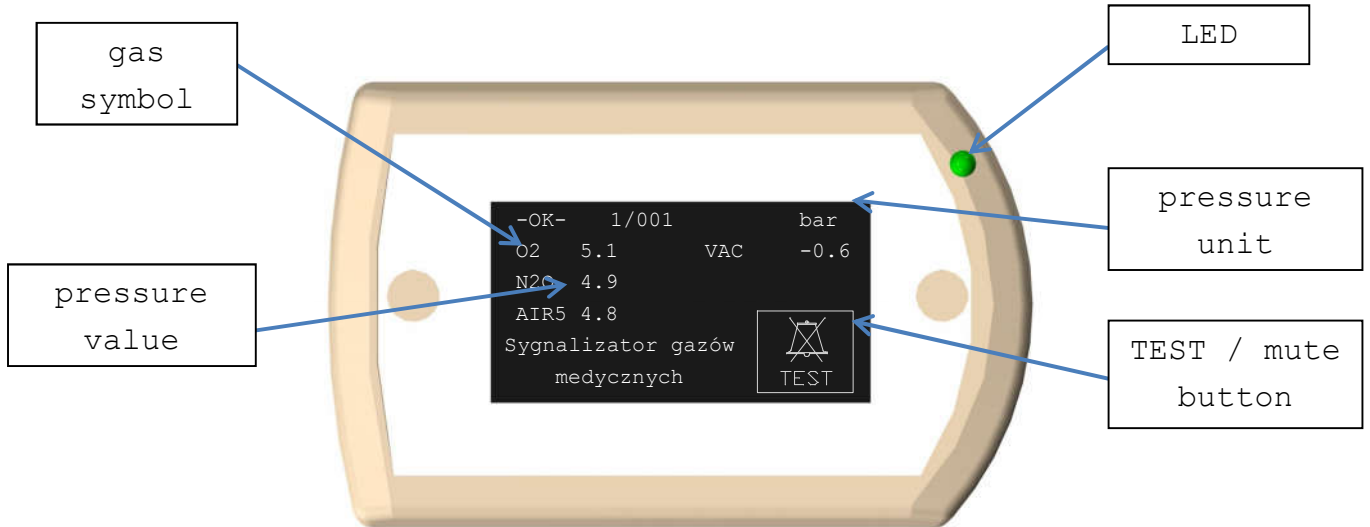 gas
symbol
LED
pressure
unit
pressure
value
TEST / mute
button
-OK- 1/001 bar
O2 5.1 VAC -0.6
N2O 4.9
AIR5 4.8
Sygnalizator gazów
medycznych
TEST